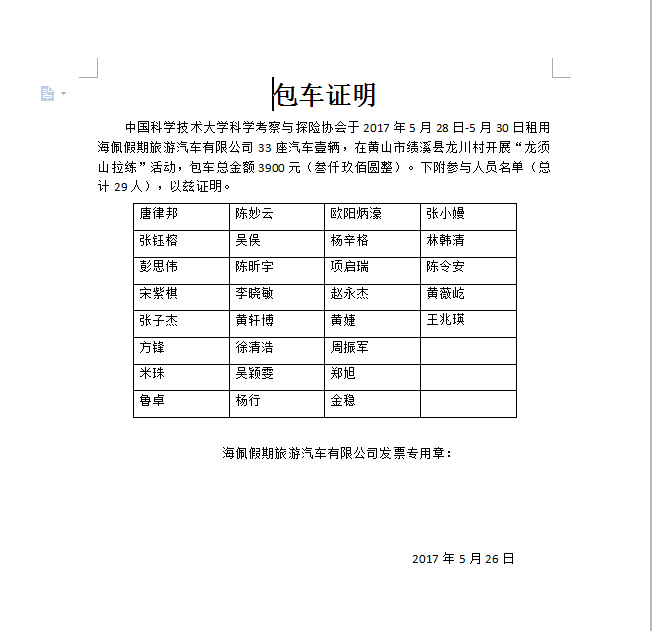 包车证明
中国科学技术大学科学考察与探险协会于 2017 年 5 月 28 日-5 月 30 日租用
海佩假期旅游汽车有限公司 33 座汽车壹辆，在黄山市绩溪县龙川村开展“龙须
山拉练”活动，包车总金额 3900 元（叁仟玖佰圆整）。下附参与人员名单（总
计 29 人），以兹证明。
唐律邦 陈妙云 欧阳炳濠 张小嫚
张钰榕 吴俣 杨辛格 林韩清
彭思伟 陈昕宇 项启瑞 陈令安
宋紫祺 李晓敏 赵永杰 黄薇屹
张子杰 黄轩博 黄婕 王兆瑛
方锋 徐清浩 周振军
米珠 吴颖雯 郑旭
鲁卓 杨行 金稳
海佩假期旅游汽车有限公司发票专用章：
2017 年 5 月 26 日